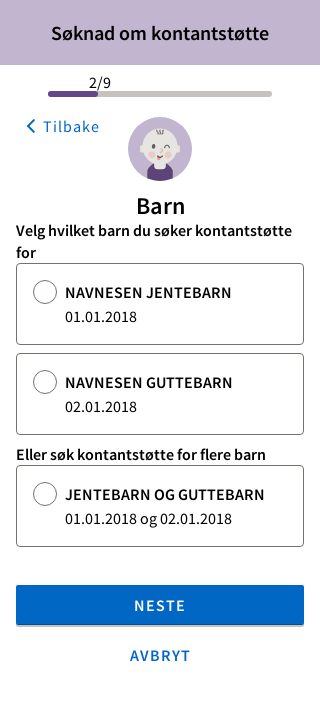 Søknad om kontantstøtte
2/9
Tilbake
Barn
Velg hvilket barn du søker kontantstøtte
for
NAVNESEN JENTEBARN
01.01.2018
NAVNESEN GUTTEBARN
02.01.2018
Eller søk kontantstøtte for flere barn
JENTEBARN OG GUTTEBARN
01.01.2018 og 02.01.2018
NESTE
AVBRYT